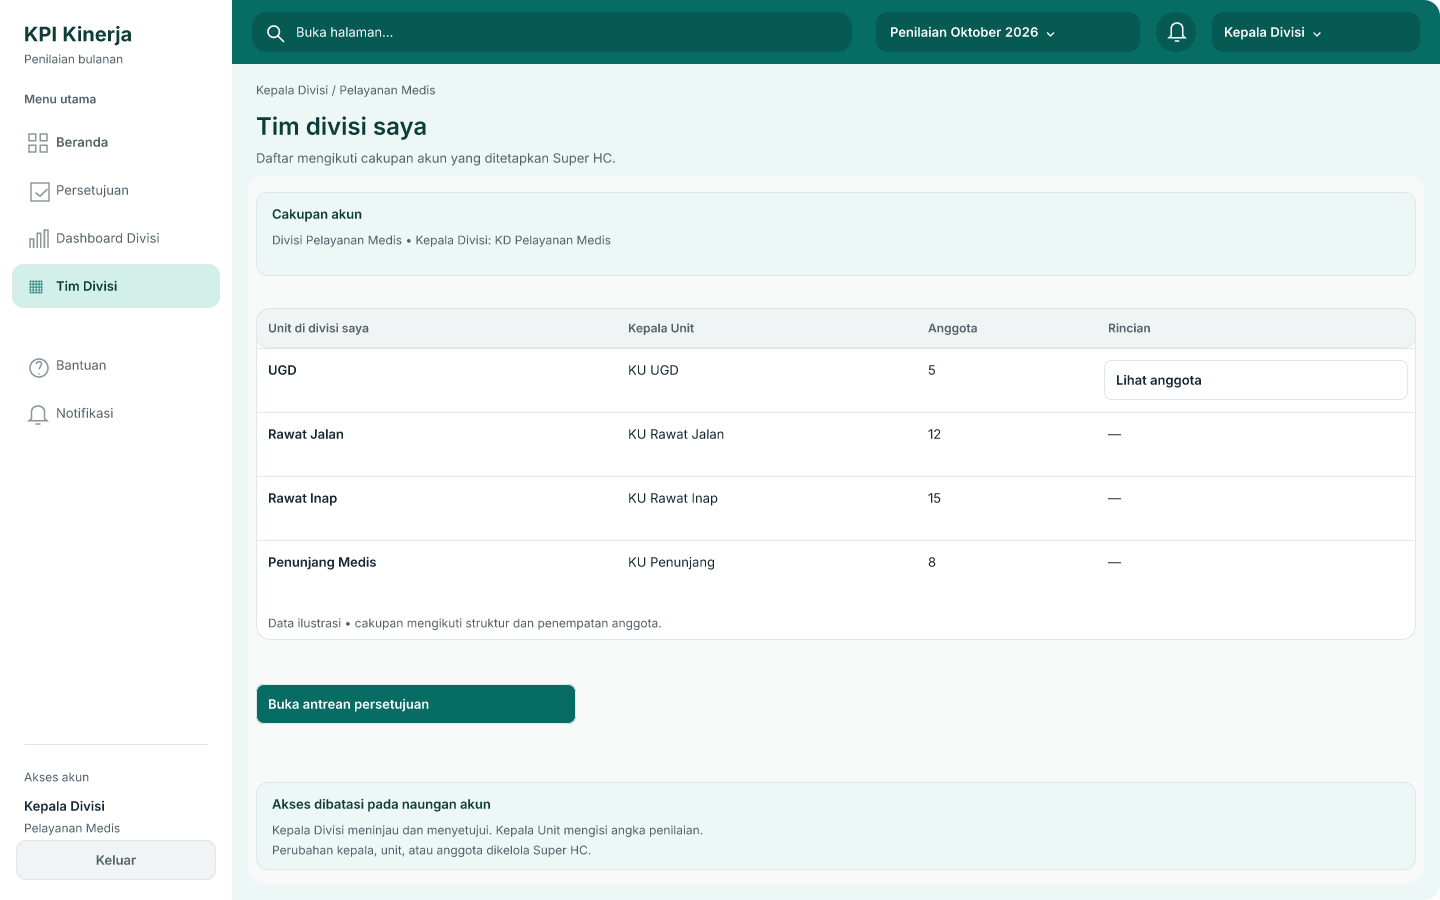 KPI Kinerja
Penilaian bulanan
Menu utama
Beranda
Persetujuan
Dashboard Divisi
Tim Divisi
Bantuan
Notifikasi
Akses akun
Kepala Divisi
Pelayanan Medis
Keluar
Buka halaman...
Penilaian Oktober 2026
Kepala Divisi
Kepala Divisi / Pelayanan Medis
Tim divisi saya
Daftar mengikuti cakupan akun yang ditetapkan Super HC.
Cakupan akun
Divisi Pelayanan Medis • Kepala Divisi: KD Pelayanan Medis
Unit di divisi saya Kepala Unit Anggota Rincian
UGD KU UGD 5 Lihat anggota
Rawat Jalan KU Rawat Jalan 12 —
Rawat Inap KU Rawat Inap 15 —
Penunjang Medis KU Penunjang 8 —
Data ilustrasi • cakupan mengikuti struktur dan penempatan anggota.
Buka antrean persetujuan
Akses dibatasi pada naungan akun
Kepala Divisi meninjau dan menyetujui. Kepala Unit mengisi angka penilaian.
Perubahan kepala, unit, atau anggota dikelola Super HC.